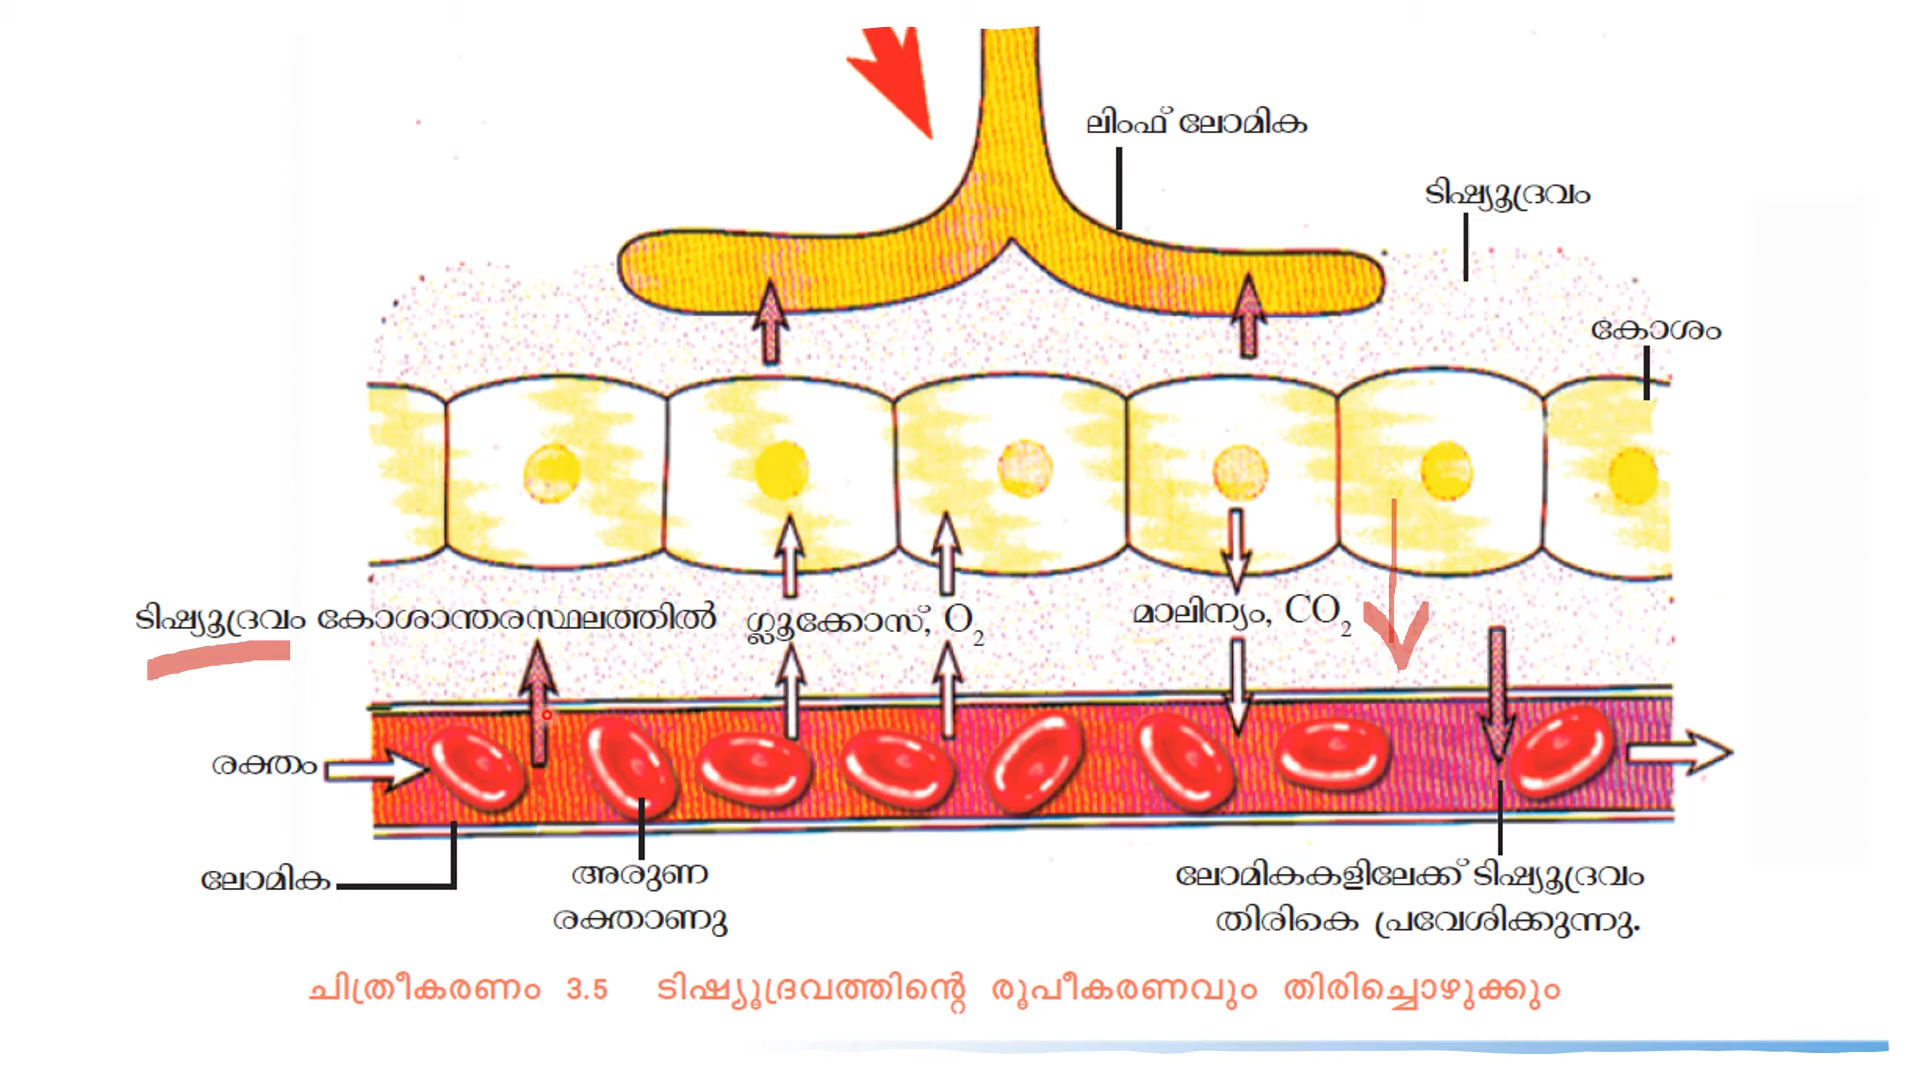 ലിംഫ് ലോമിക
ടിഷ്യൂദ്രവം
കോശം
ടിഷ്യൂദ്രവം കോശാന്തരസ്ഥലത്തിൽ
ഗ്ലൂക്കോസ്, O₂
മാലിന്യം, CO₂
രക്തം
ലോമിക
അരുണ
രക്താണു
ലോമികകളിലേക്ക് ടിഷ്യൂദ്രവം
തിരികെ പ്രവേശിക്കുന്നു.
ചിത്രീകരണം 3.5 ടിഷ്യൂദ്രവത്തിന്റെ രൂപീകരണവും തിരിച്ചൊഴുക്കും